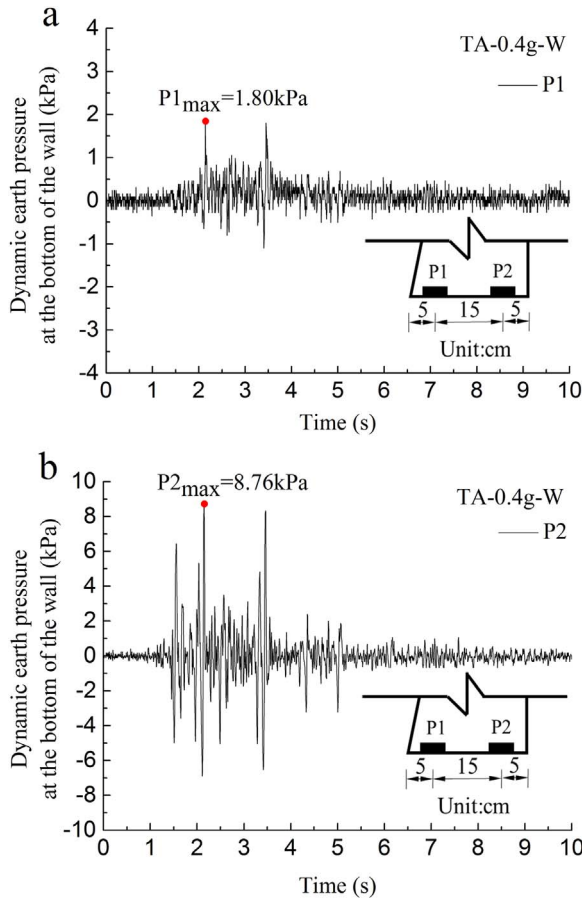 a
TA-0.4g-W
P1
P1max=1.80kPa
Dynamic earth pressure
at the bottom of the wall (kPa)
4
3
2
1
0
-1
-2
-3
-4
P1 P2
5 15 5
Unit:cm
0 1 2 3 4 5 6 7 8 9 10
Time (s)
b
P2max=8.76kPa
TA-0.4g-W
P2
Dynamic earth pressure
at the bottom of the wall (kPa)
10
8
6
4
2
0
-2
-4
-6
-8
-10
P1 P2
5 15 5
Unit:cm
0 1 2 3 4 5 6 7 8 9 10
Time (s)